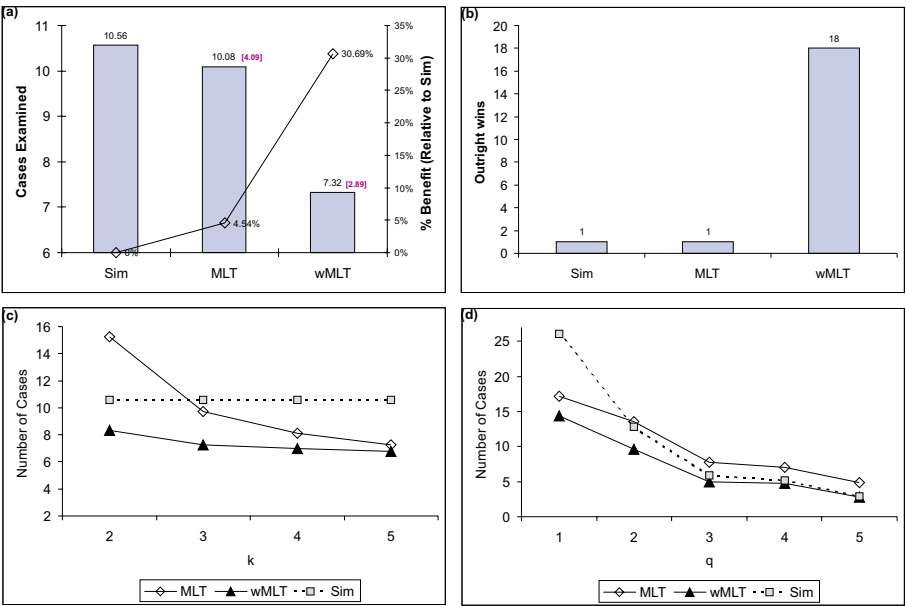 (a)
Cases Examined
11
10
9
8
7
6
10.56
10.08 [4.09]
7.32 [2.89]
0%
4.54%
30.69%
35%
30%
25%
20%
15%
10%
5%
0%
% Benefit (Relative to Sim)
Sim MLT wMLT
(b)
Outright wins
20
18
16
14
12
10
8
6
4
2
0
1
1
18
Sim MLT wMLT
(c)
Number of Cases
16
14
12
10
8
6
4
2
2 3 4 5
k
MLT wMLT Sim
(d)
Number of Cases
25
20
15
10
5
0
1 2 3 4 5
q
MLT wMLT Sim